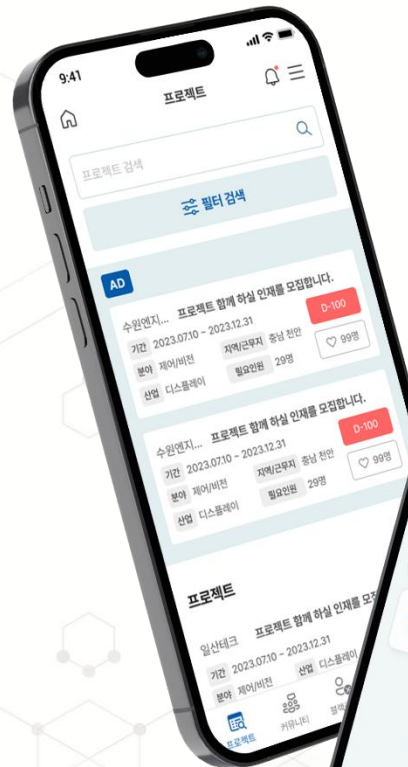 9:41
프로젝트
프로젝트 검색
필터 검색
AD
수원엔지... 프로젝트 함께 하실 인재를 모집합니다.
기간 2023.07.10 ~ 2023.12.31
D-100
분야 제어/비전 지역/근무지 충남 천안
산업 디스플레이 필요인원 29명
99명
수원엔지... 프로젝트 함께 하실 인재를 모집합니다.
기간 2023.07.10 ~ 2023.12.31
D-100
분야 제어/비전 지역/근무지 충남 천안
산업 디스플레이 필요인원 29명
99명
프로젝트
일산테크 프로젝트 함께 하실 인재를
기간 2023.07.10 ~ 2023.12.31
분야 제어/비전 산업 디스플레이
프로젝트 커뮤니티